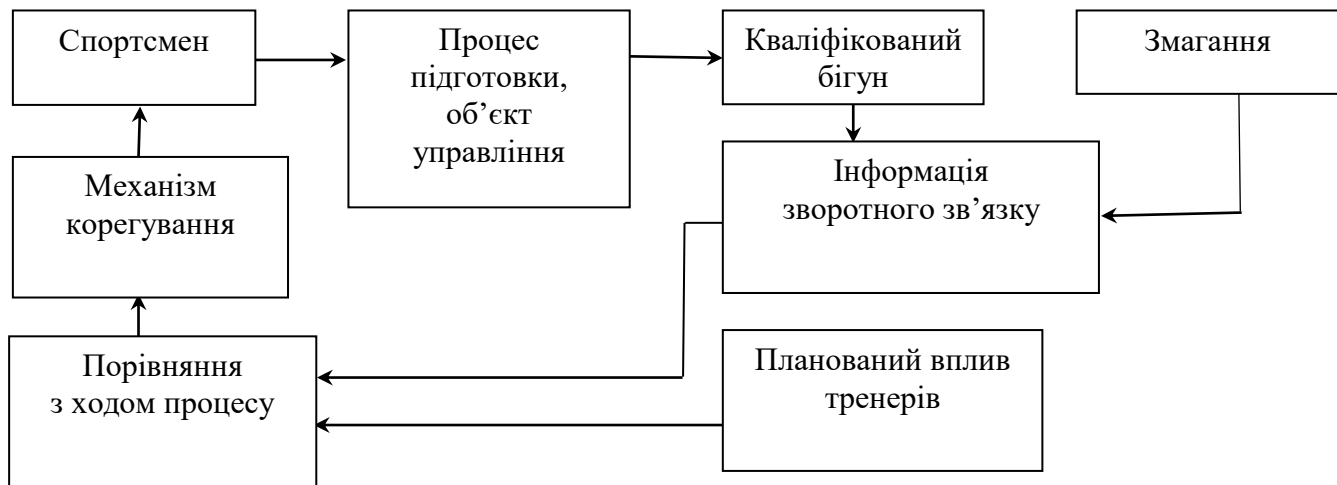 Спортсмен
Процес
підготовки,
об’єкт
управління
Кваліфікований
бігун
Змагання
Механізм
корегування
Інформація
зворотного зв’язку
Порівняння
з ходом процесу
Планований вплив
тренерів